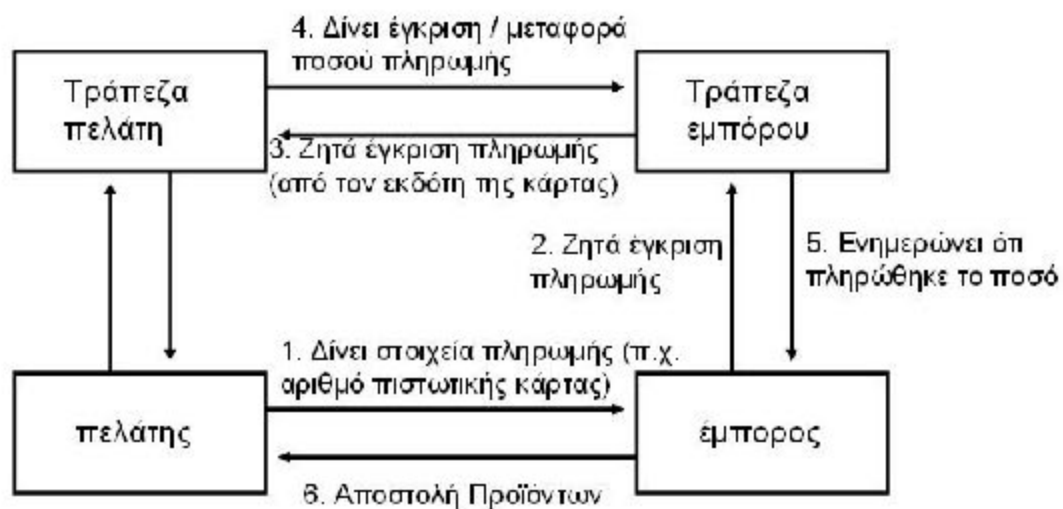 4. Δίνει έγκριση / μεταφορά
ποσού πληρωμής
Τράπεζα
πελάτη
Τράπεζα
εμπόρου
3. Ζητά έγκριση πληρωμής
(από τον εκδότη της κάρτας)
2. Ζητά έγκριση
πληρωμής
5. Ενημερώνει ότι
πληρώθηκε το ποσό
1. Δίνει στοιχεία πληρωμής (π.χ.
αριθμό πιστωτικής κάρτας)
πελάτης
έμπορος
6. Αποστολή Προϊόντων